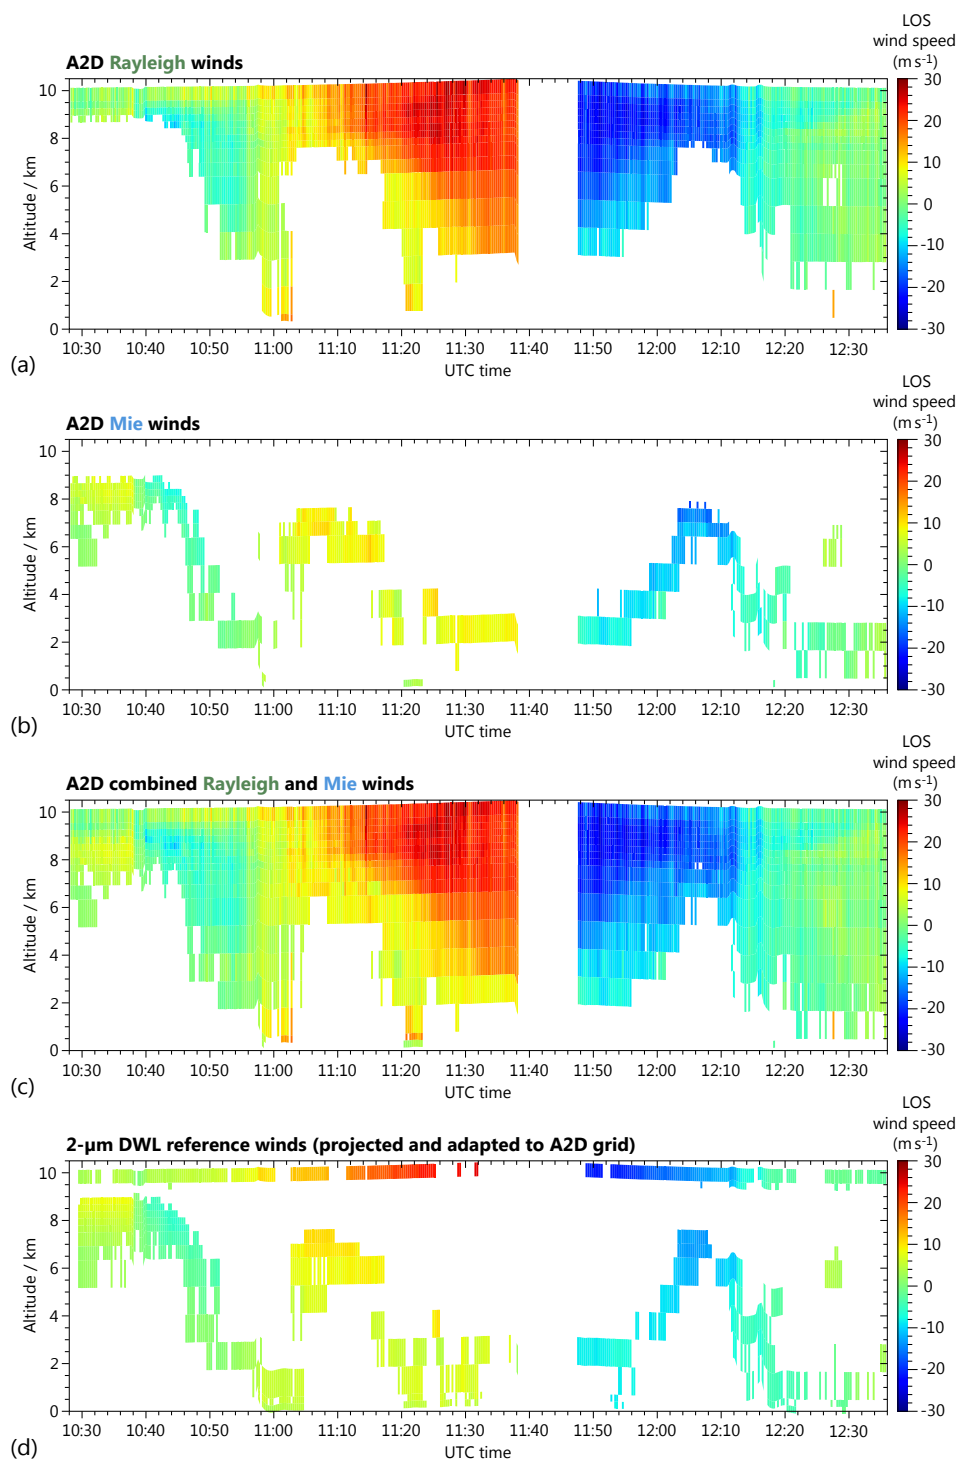 LOS
wind speed
(m s-1)
A2D Rayleigh winds
Altitude / km
10
8
6
4
2
0
30
20
10
0
-10
-20
-30
10:30 10:40 10:50 11:00 11:10 11:20 11:30 11:40 11:50 12:00 12:10 12:20 12:30
UTC time
(a)
LOS
wind speed
(m s-1)
A2D Mie winds
Altitude / km
10
8
6
4
2
0
30
20
10
0
-10
-20
-30
10:30 10:40 10:50 11:00 11:10 11:20 11:30 11:40 11:50 12:00 12:10 12:20 12:30
UTC time
(b)
LOS
wind speed
(m s-1)
A2D combined Rayleigh and Mie winds
Altitude / km
10
8
6
4
2
0
30
20
10
0
-10
-20
-30
10:30 10:40 10:50 11:00 11:10 11:20 11:30 11:40 11:50 12:00 12:10 12:20 12:30
UTC time
(c)
LOS
wind speed
(m s-1)
2-µm DWL reference winds (projected and adapted to A2D grid)
Altitude / km
10
8
6
4
2
0
30
20
10
0
-10
-20
-30
10:30 10:40 10:50 11:00 11:10 11:20 11:30 11:40 11:50 12:00 12:10 12:20 12:30
UTC time
(d)